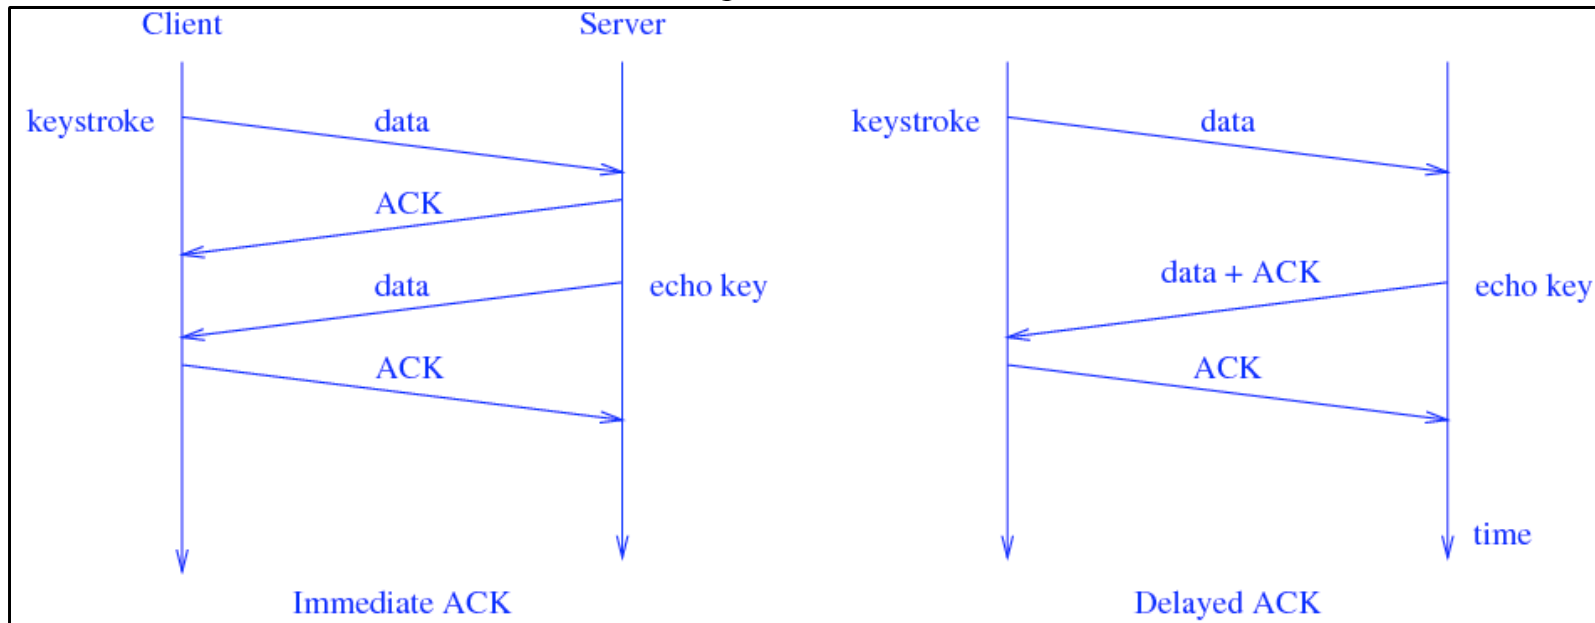 Client Server
keystroke data
ACK
data echo key
ACK
Immediate ACK
keystroke data
data + ACK echo key
ACK
time
Delayed ACK